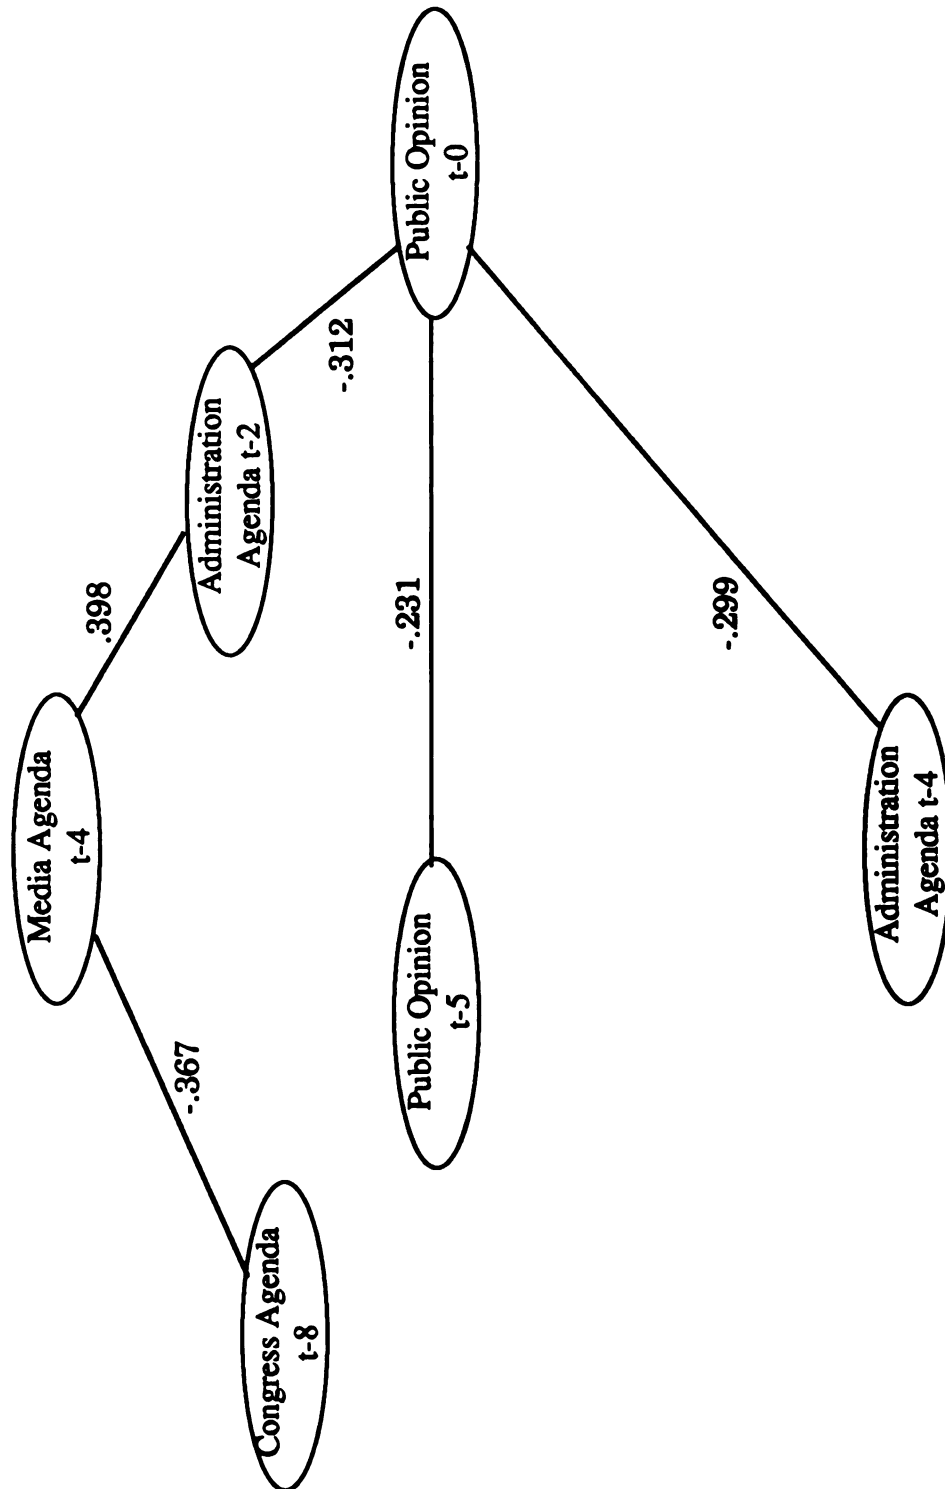 Media Agenda
t-4
.398
-.367
Administration
Agenda t-2
-.312
Congress Agenda
t-8
Public Opinion
t-5
-.231
Public Opinion
t-0
-.299
Administration
Agenda t-4